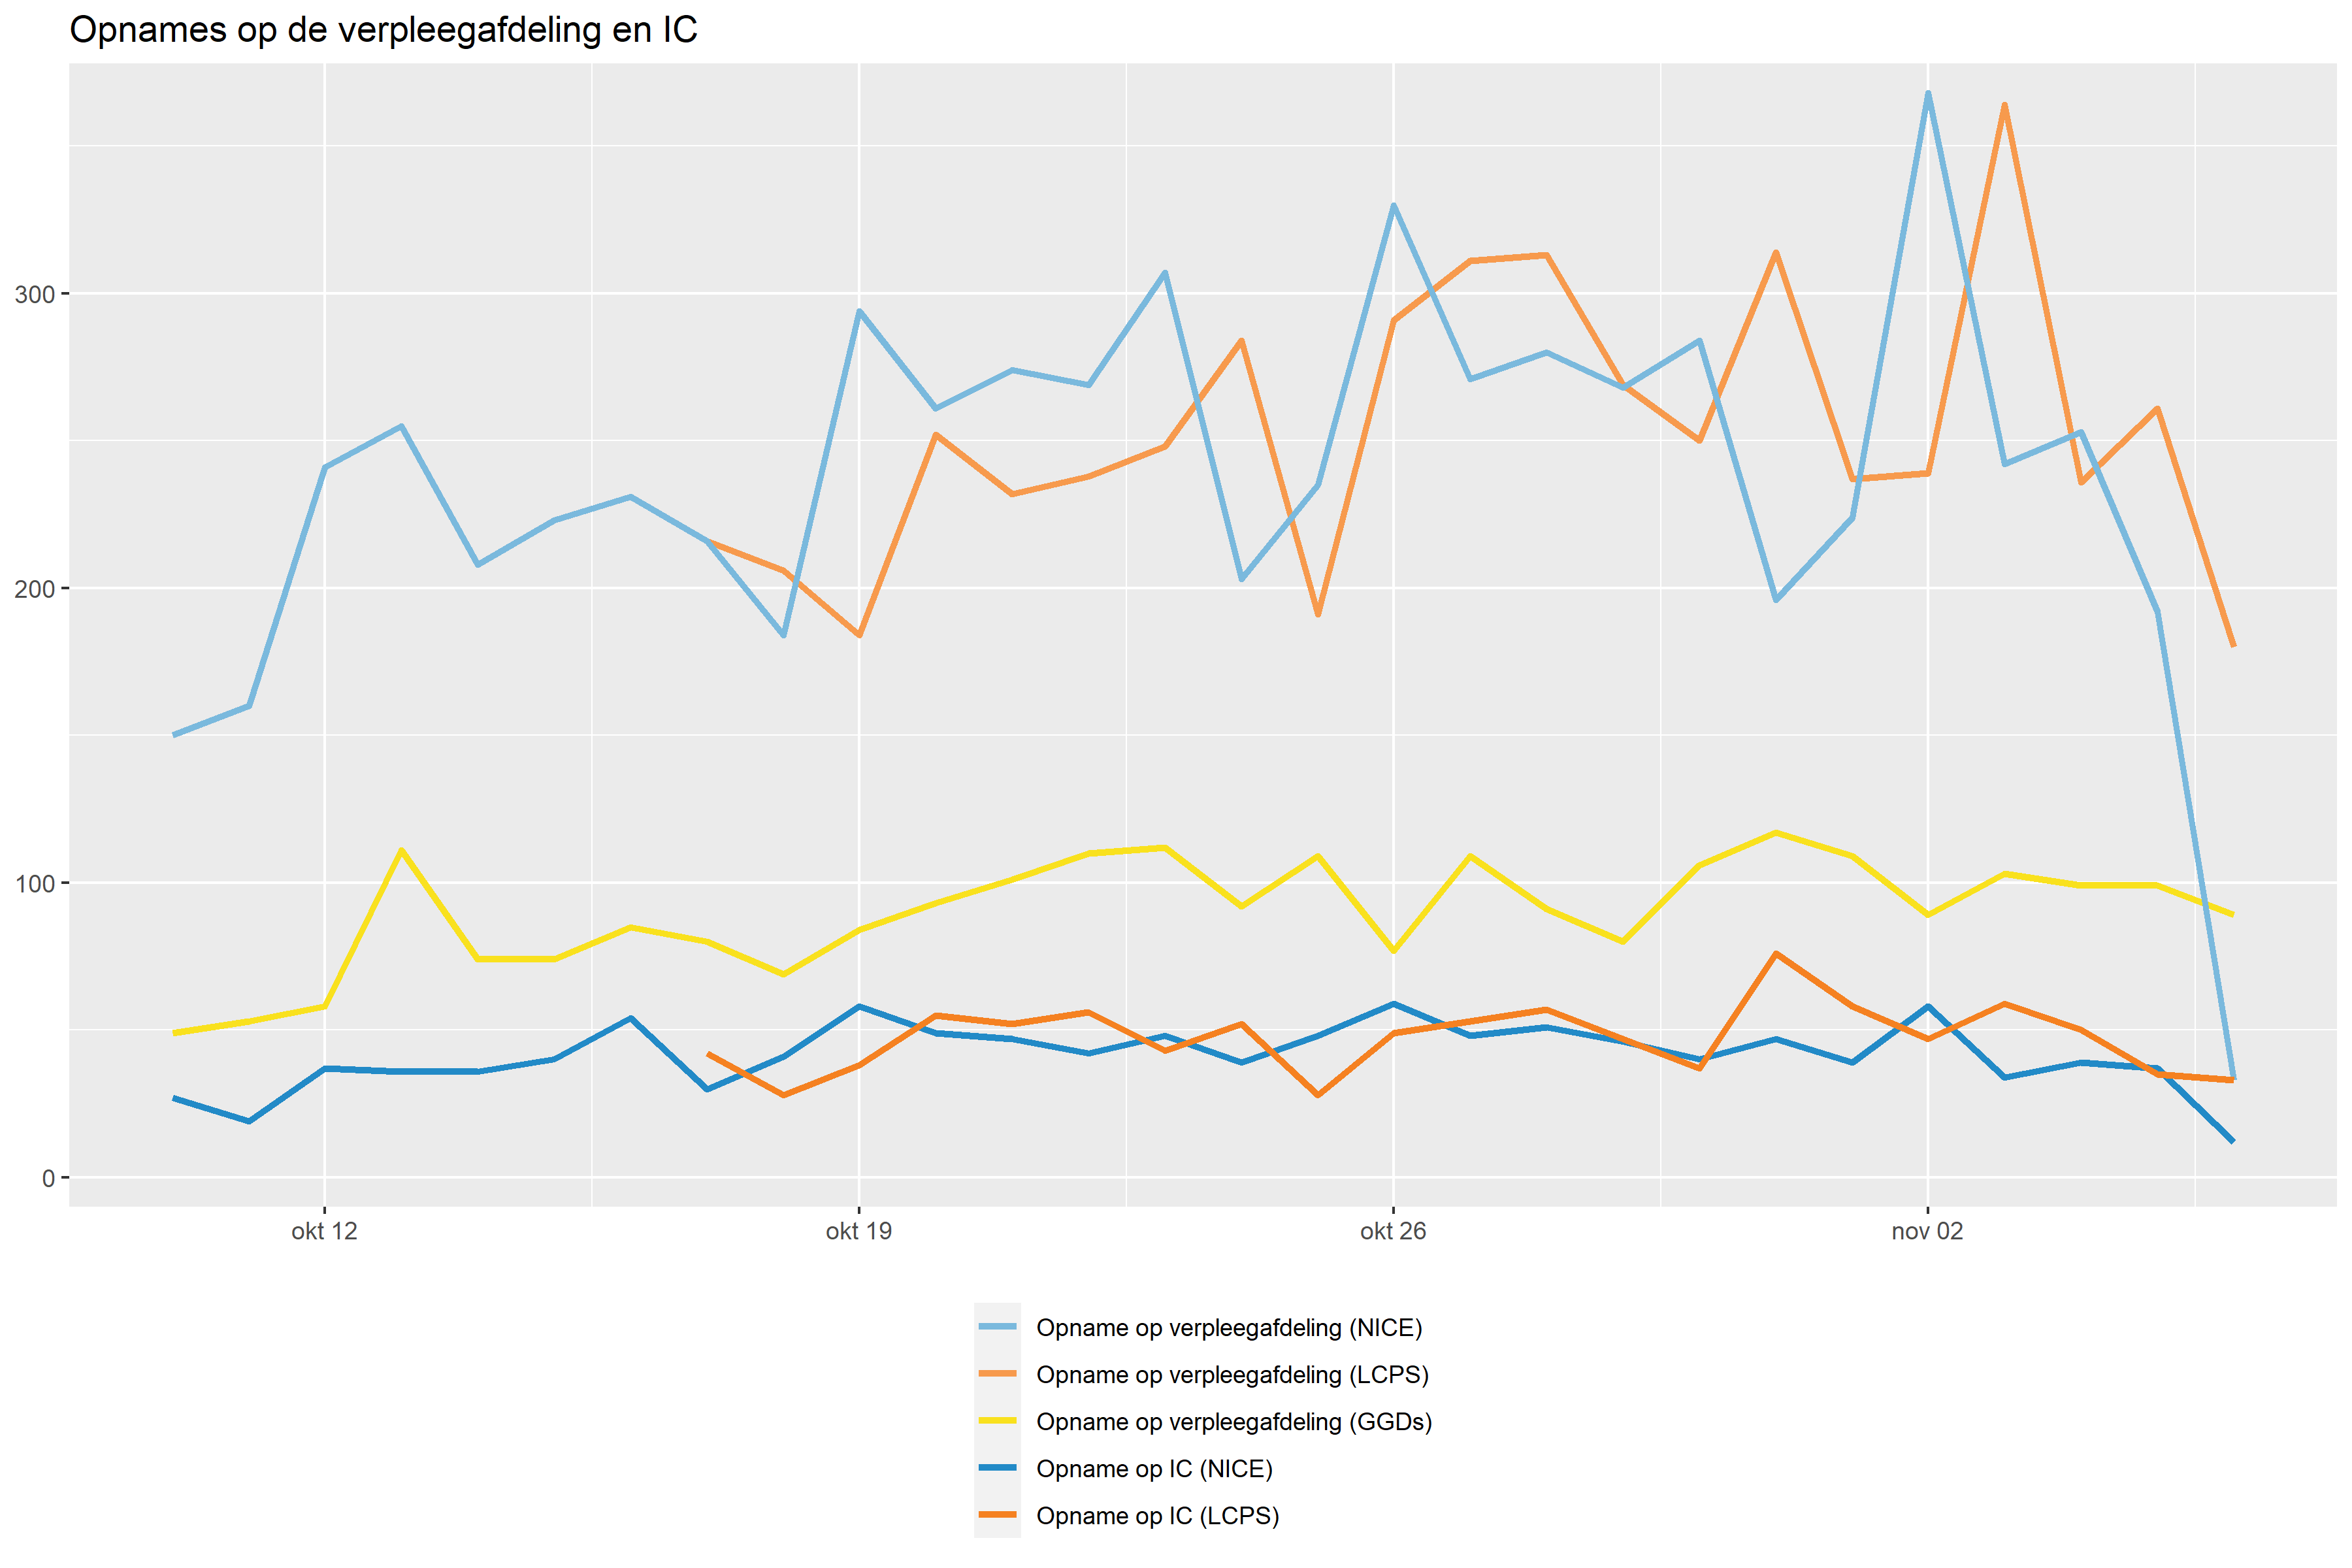 Opnames op de verpleegafdeling en IC
300
200
100
0
okt 12 okt 19 okt 26 nov 02
Opname op verpleegafdeling (NICE)
Opname op verpleegafdeling (LCPS)
Opname op verpleegafdeling (GGDs)
Opname op IC (NICE)
Opname op IC (LCPS)